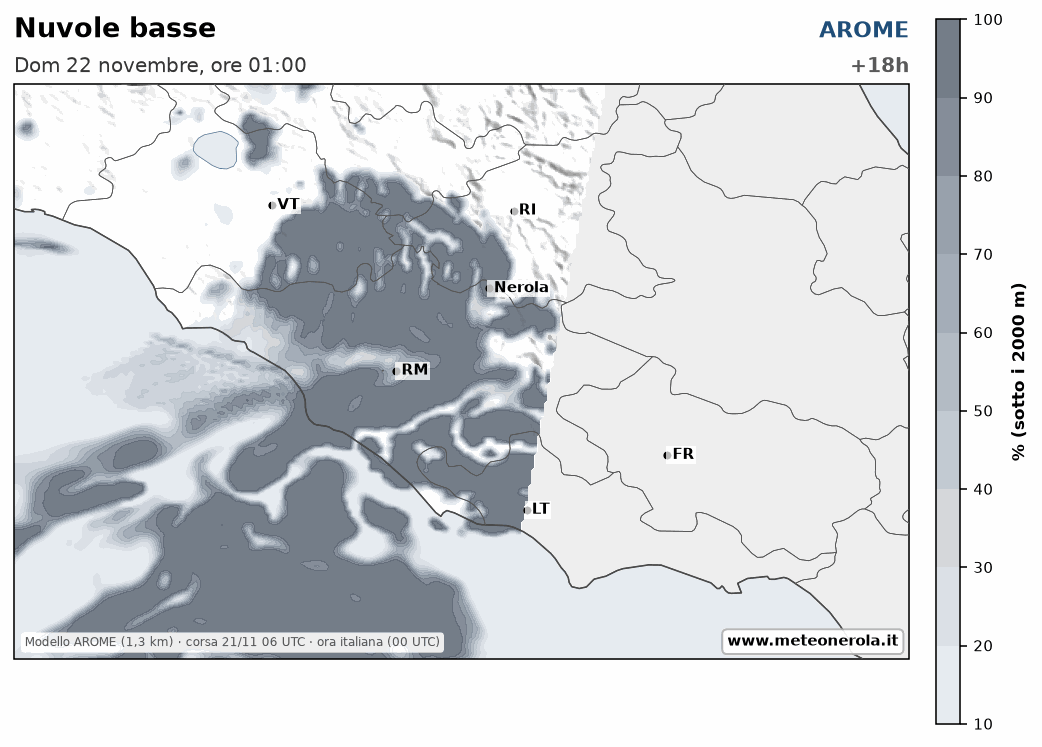 Nuvole basse
AROME
Dom 22 novembre, ore 01:00
+18h
VT
RI
Nerola
RM
FR
LT
Modello AROME (1,3 km) · corsa 21/11 06 UTC · ora italiana (00 UTC)
www.meteonerola.it
100
90
80
70
60
50
40
30
20
10
% (sotto i 2000 m)